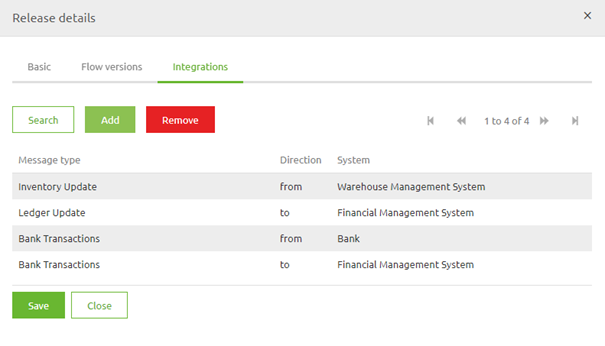 Release details ×
Basic Flow versions Integrations
Search Add Remove 1 to 4 of 4
Message type Direction System
Inventory Update from Warehouse Management System
Ledger Update to Financial Management System
Bank Transactions from Bank
Bank Transactions to Financial Management System
Save Close